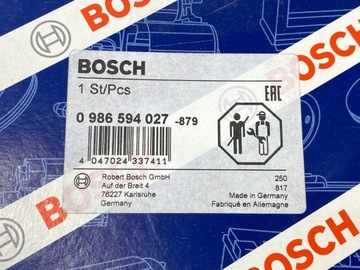 BOSCH
BOSCH
1 St/Pcs
0 986 594 027 -879
EAC
4 047024 337411
Robert Bosch GmbH
Auf der Breit 4
76227 Karlsruhe
Germany
250
817
Made in Germany
Fabriqué en Allemagne
BOSCH
BOSCH